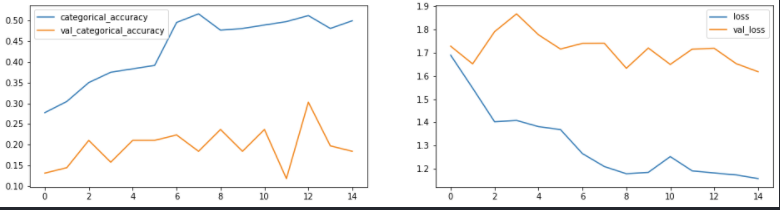 categorical_accuracy
val_categorical_accuracy
0.50
0.45
0.40
0.35
0.30
0.25
0.20
0.15
0.10
0 2 4 6 8 10 12 14
loss
val_loss
1.9
1.8
1.7
1.6
1.5
1.4
1.3
1.2
0 2 4 6 8 10 12 14